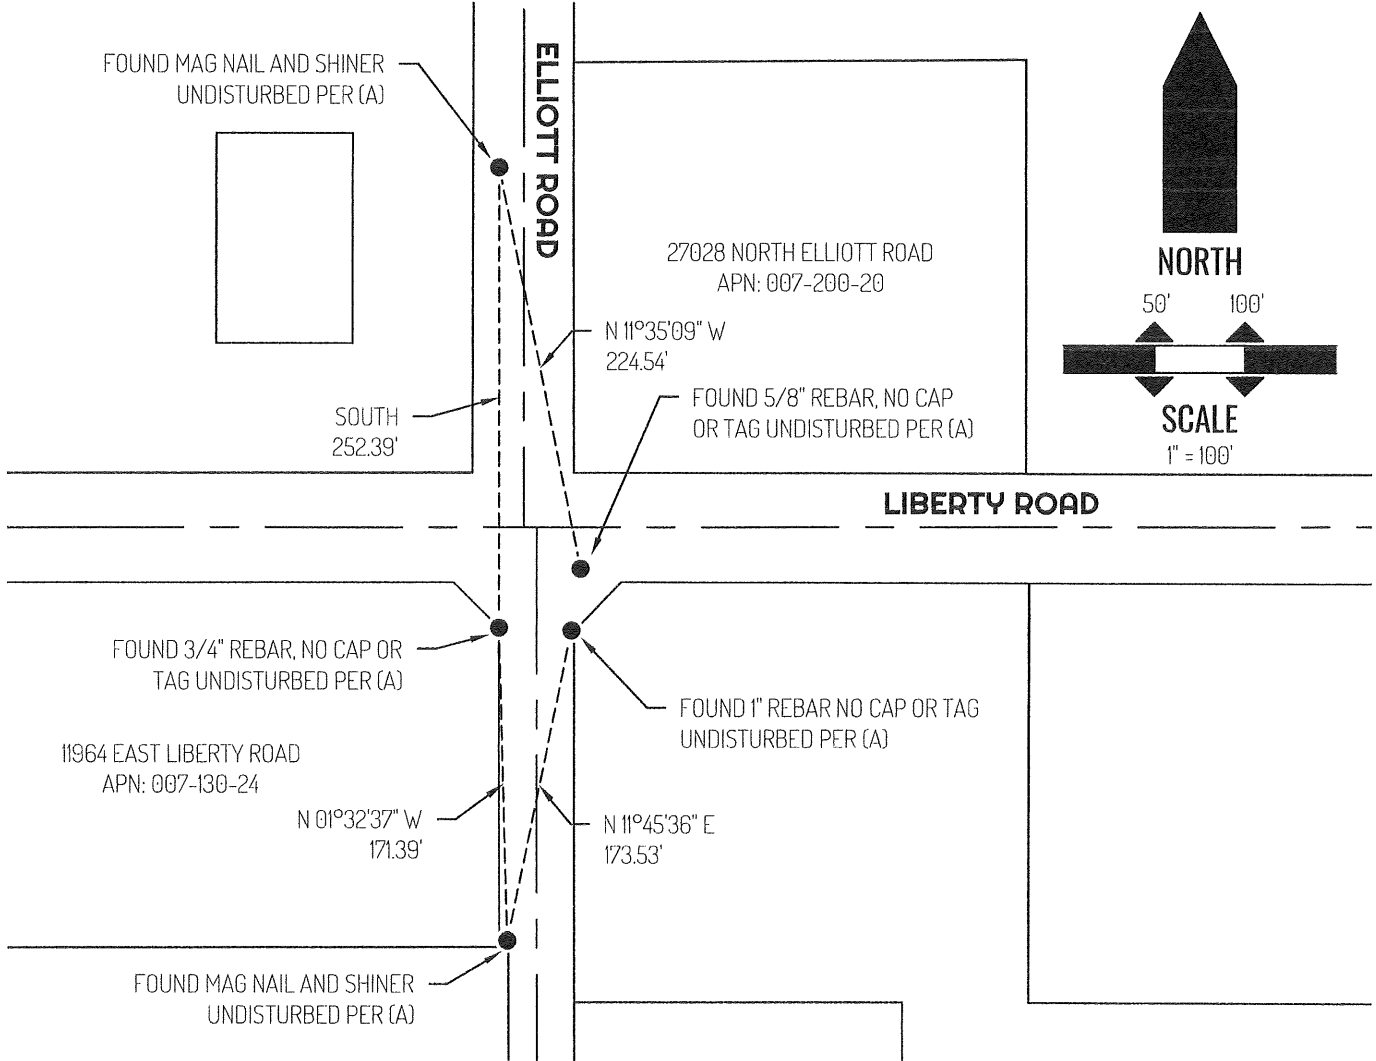 FOUND MAG NAIL AND SHINER
UNDISTURBED PER (A)
ELLIOTT ROAD
27028 NORTH ELLIOTT ROAD
APN: 007-200-20
NORTH
50' 100'
SCALE
1" = 100'
N 11°35'09" W
224.54'
FOUND 5/8" REBAR, NO CAP
OR TAG UNDISTURBED PER (A)
SOUTH
252.39'
LIBERTY ROAD
FOUND 3/4" REBAR, NO CAP OR
TAG UNDISTURBED PER (A)
FOUND 1" REBAR NO CAP OR TAG
UNDISTURBED PER (A)
11964 EAST LIBERTY ROAD
APN: 007-130-24
N 01°32'37" W
171.39'
N 11°45'36" E
173.53'
FOUND MAG NAIL AND SHINER
UNDISTURBED PER (A)